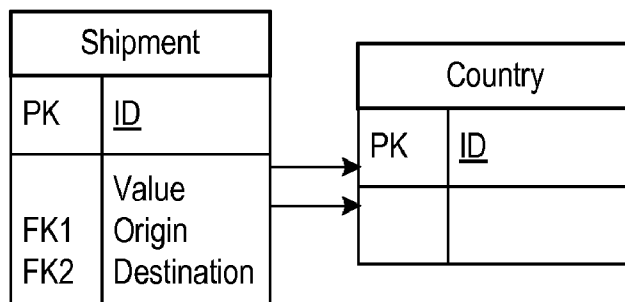 Shipment
PK ID
Value
FK1 Origin
FK2 Destination
Country
PK ID